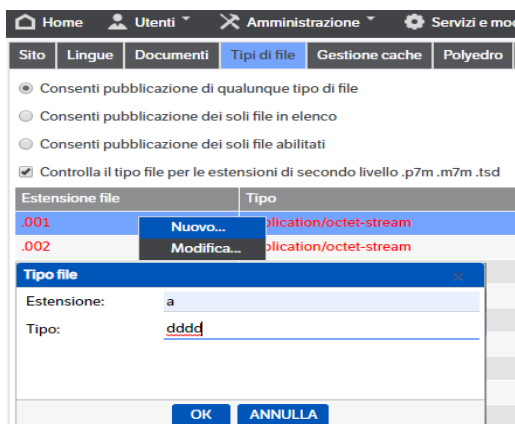 Home Utenti Amministrazione Servizi e mo
Sito Lingue Documenti Tipi di file Gestione cache Polyedro
Consenti pubblicazione di qualunque tipo di file
Consenti pubblicazione dei soli file in elenco
Consenti pubblicazione dei soli file abilitati
Controlla il tipo file per le estensioni di secondo livello .p7m .m7m .tsd
Estensione file Tipo
.001 plication/octet-stream
Nuovo...
.002 plication/octet-stream
Modifica...
Tipo file
Estensione: a
Tipo: dddd
OK ANNULLA